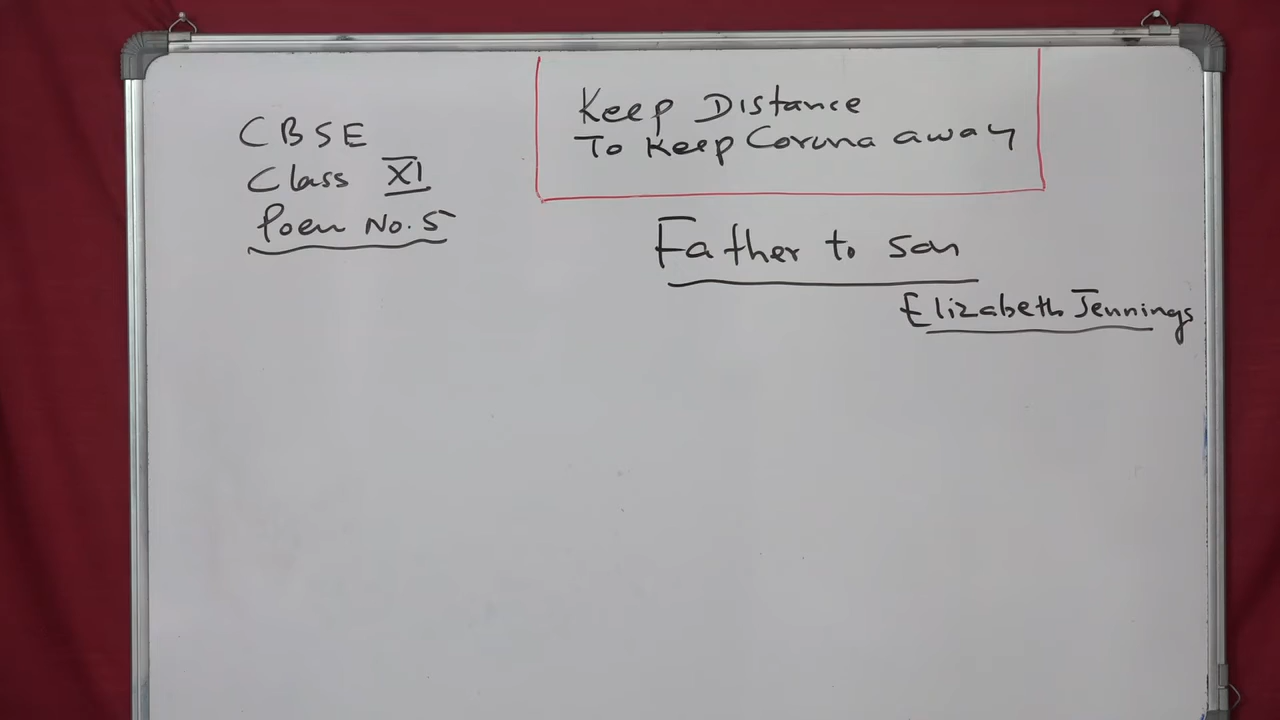 CBSE
Class XI
Poem No. 5
Keep Distance
To Keep Corona away
Father to son
Elizabeth Jennings